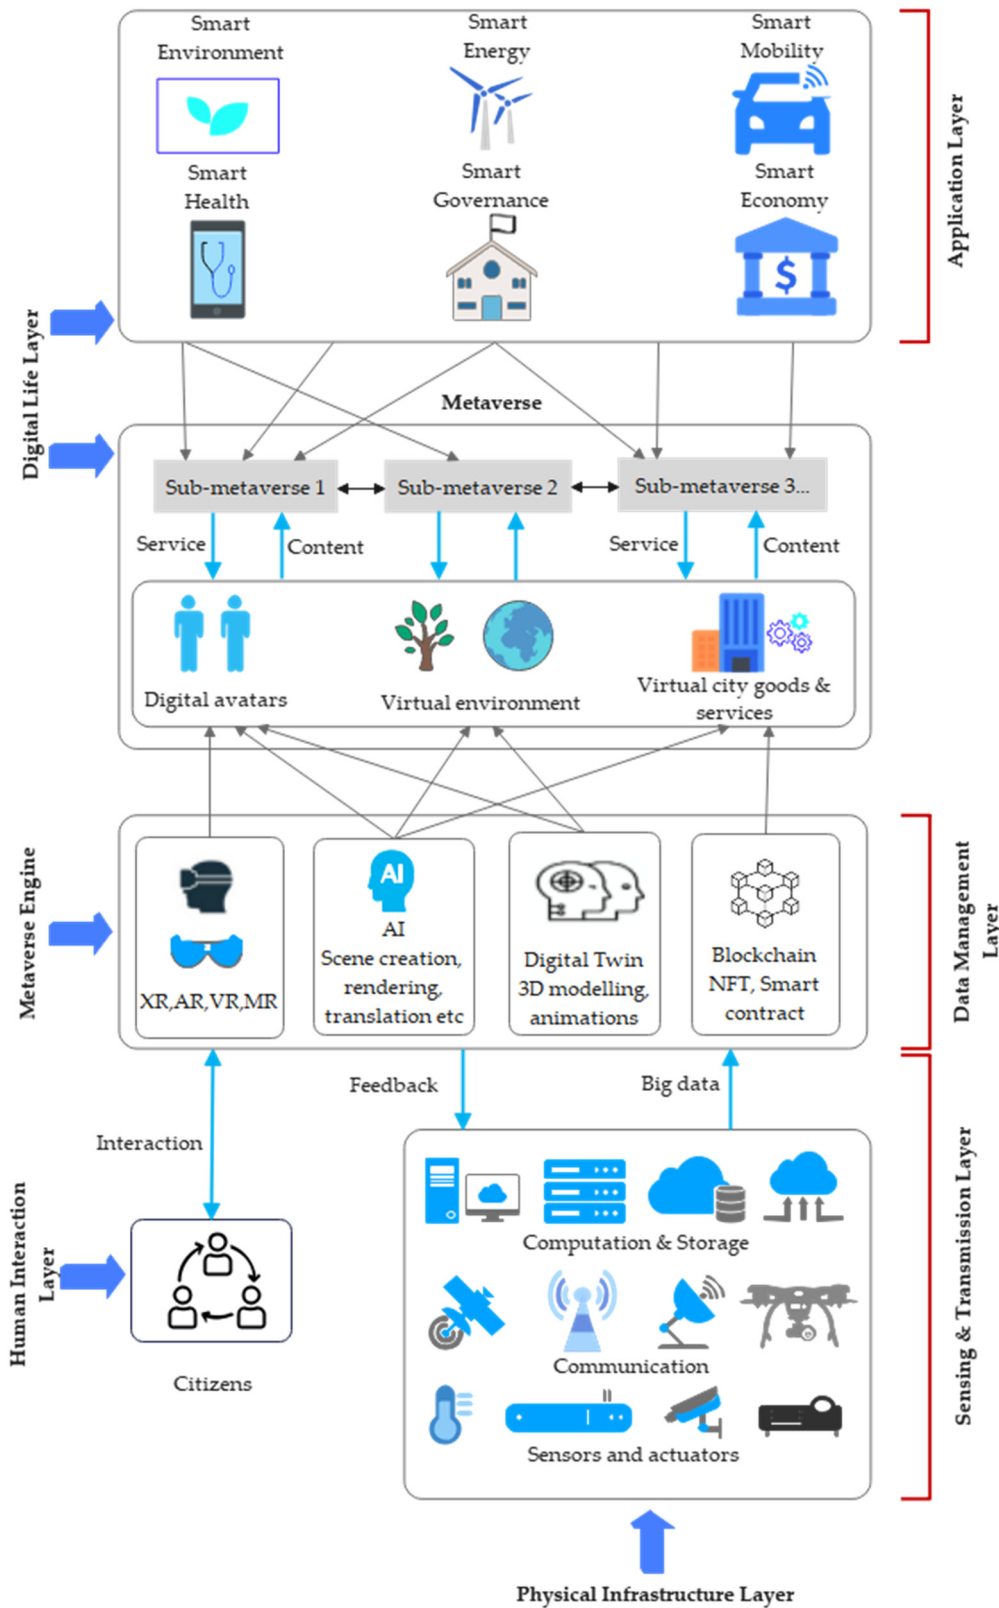 Smart
Environment
Smart
Energy
Smart
Mobility
Smart
Health
Smart
Governance
Smart
Economy
$
Application Layer
Digital Life Layer
Metaverse
Sub-metaverse 1
Sub-metaverse 2
Sub-metaverse 3...
Service
Content
Service
Content
Digital avatars
Virtual environment
Virtual city goods &
services
Metaverse Engine
XR,AR,VR,MR
AI
AI
Scene creation,
rendering,
translation etc
Digital Twin
3D modelling,
animations
Blockchain
NFT, Smart
contract
Data Management
Layer
Feedback
Big data
Interaction
Human Interaction
Layer
Citizens
Computation & Storage
Communication
Sensors and actuators
Sensing & Transmission Layer
Physical Infrastructure Layer